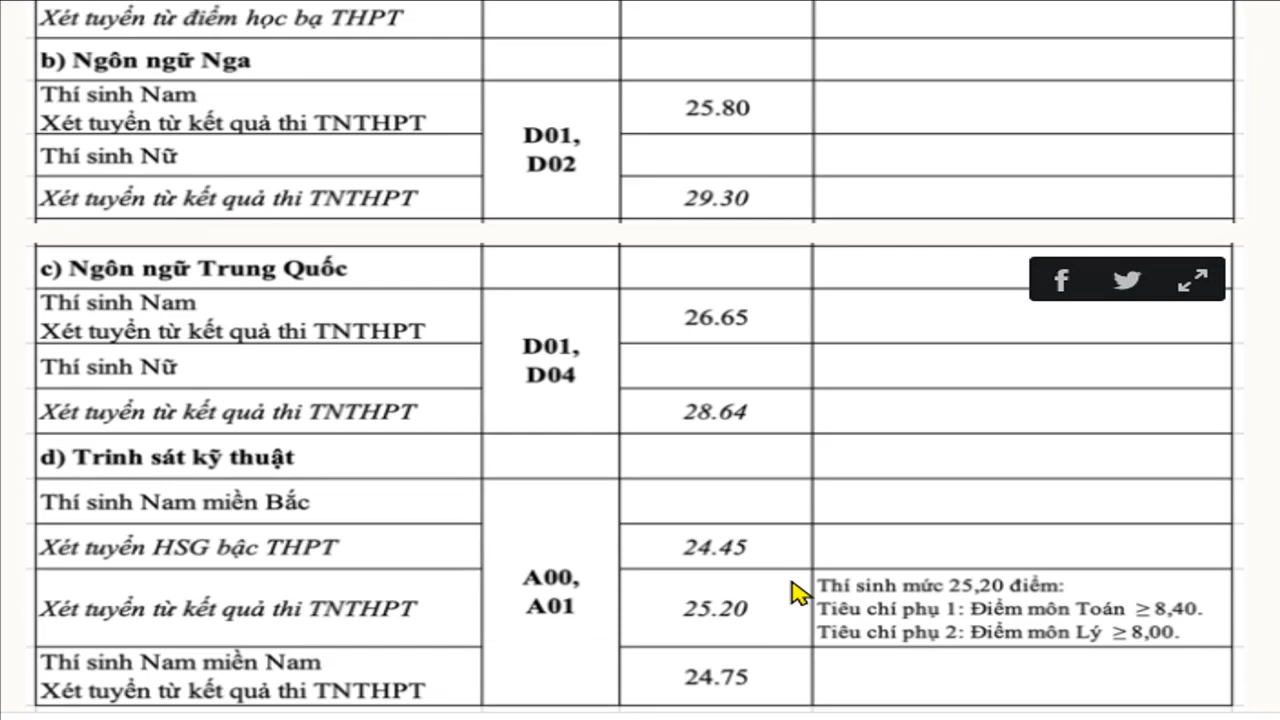 Xét tuyển từ điểm học bạ THPT
b) Ngôn ngữ Nga
Thí sinh Nam
Xét tuyển từ kết quả thi TNTHPT
25.80
D01,
D02
Thí sinh Nữ
Xét tuyển từ kết quả thi TNTHPT
29.30
c) Ngôn ngữ Trung Quốc
Thí sinh Nam
Xét tuyển từ kết quả thi TNTHPT
26.65
D01,
D04
Thí sinh Nữ
Xét tuyển từ kết quả thi TNTHPT
28.64
d) Trinh sát kỹ thuật
Thí sinh Nam miền Bắc
Xét tuyển HSG bậc THPT
24.45
A00,
A01
Xét tuyển từ kết quả thi TNTHPT
25.20
Thí sinh mức 25,20 điểm:
Tiêu chí phụ 1: Điểm môn Toán ≥ 8,40.
Tiêu chí phụ 2: Điểm môn Lý ≥ 8,00.
Thí sinh Nam miền Nam
Xét tuyển từ kết quả thi TNTHPT
24.75